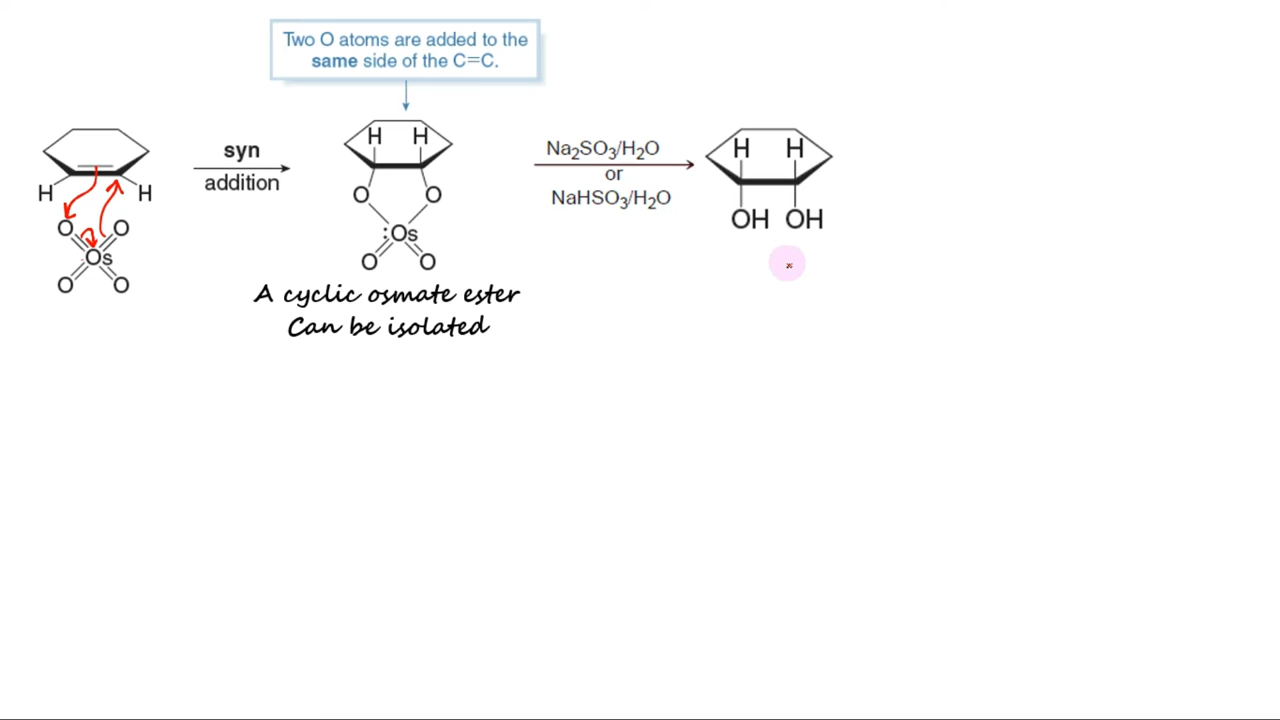 Two O atoms are added to the
same side of the C=C.
syn
addition
H H
O O
Os
O O
H H
O O
:Os
O O
Na₂SO₃/H₂O
or
NaHSO₃/H₂O
H H
OH OH
A cyclic osmate ester
Can be isolated